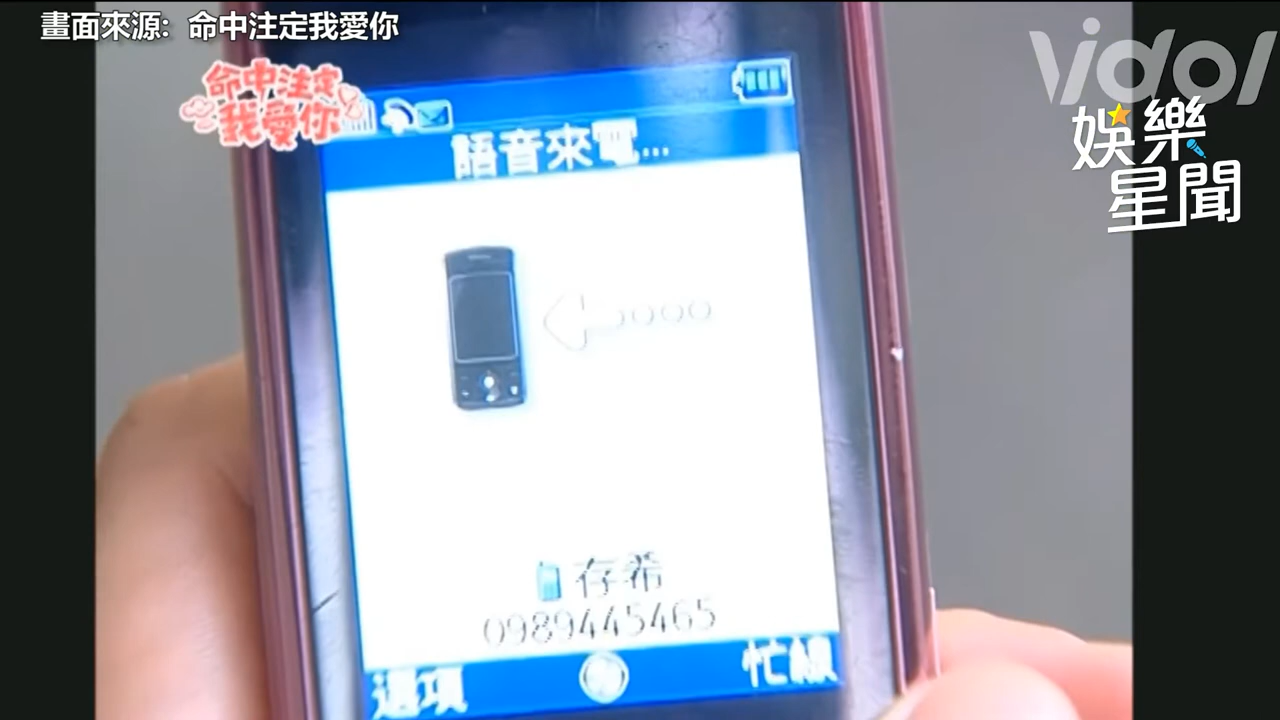 畫面來源: 命中注定我愛你
命中注定
我愛你
vidol
娛樂
星聞
語音來電...
存希
0989445465
選項
忙線